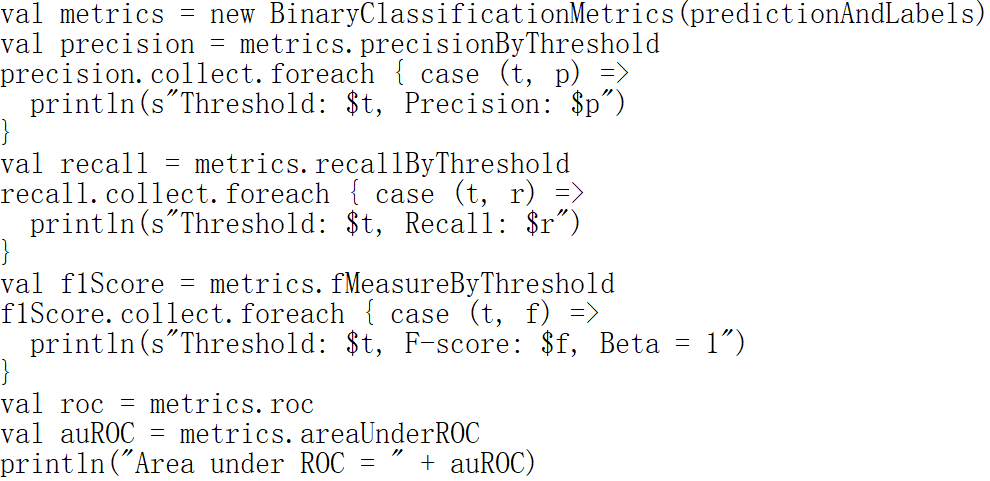 val metrics = new BinaryClassificationMetrics(predictionAndLabels)
val precision = metrics.precisionByThreshold
precision.collect.foreach { case (t, p) =>
  println(s"Threshold: $t, Precision: $p")
}
val recall = metrics.recallByThreshold
recall.collect.foreach { case (t, r) =>
  println(s"Threshold: $t, Recall: $r")
}
val f1Score = metrics.fMeasureByThreshold
f1Score.collect.foreach { case (t, f) =>
  println(s"Threshold: $t, F-score: $f, Beta = 1")
}
val roc = metrics.roc
val auROC = metrics.areaUnderROC
println("Area under ROC = " + auROC)